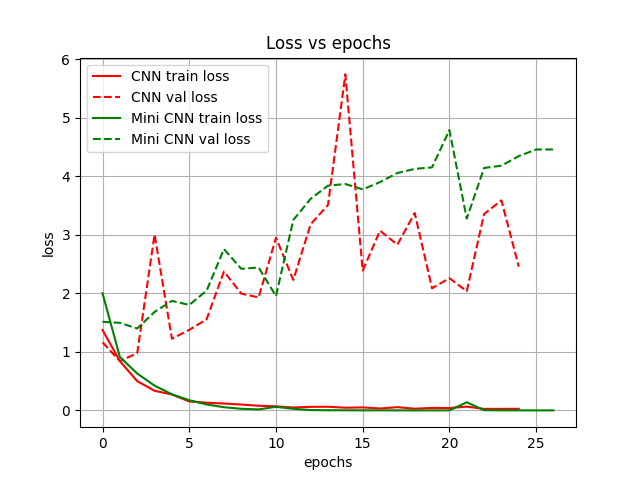 Loss vs epochs
CNN train loss
CNN val loss
Mini CNN train loss
Mini CNN val loss
6
5
4
3
2
1
0
loss
0 5 10 15 20 25
epochs